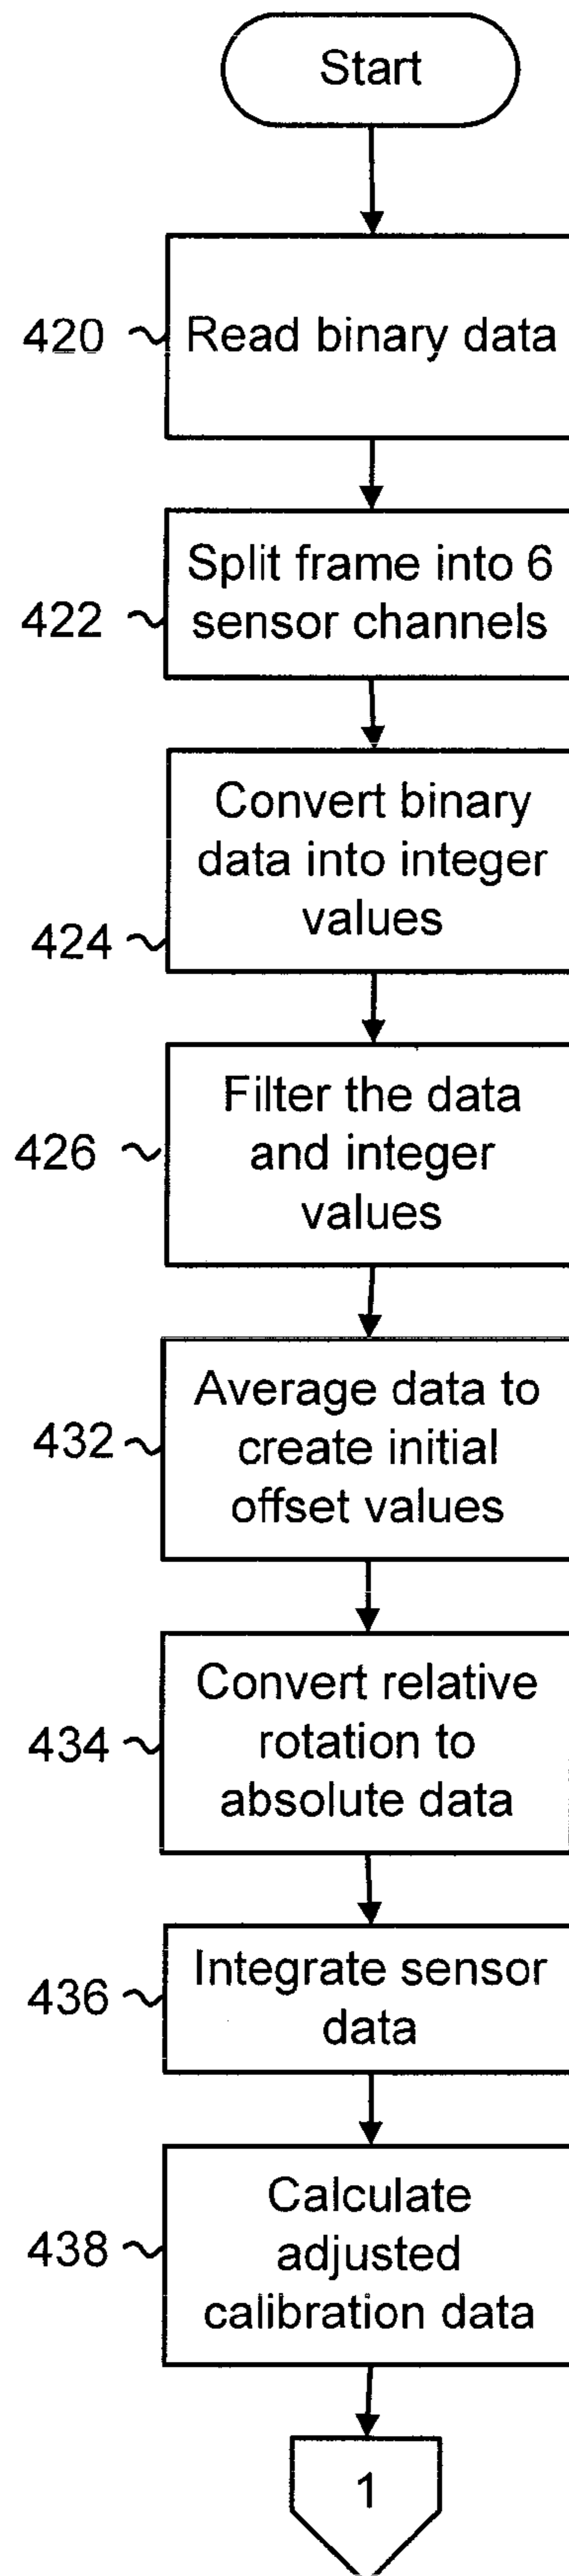 Start
420
Read binary data
422
Split frame into 6
sensor channels
424
Convert binary
data into integer
values
426
Filter the data
and integer
values
432
Average data to
create initial
offset values
434
Convert relative
rotation to
absolute data
436
Integrate sensor
data
438
Calculate
adjusted
calibration data
1